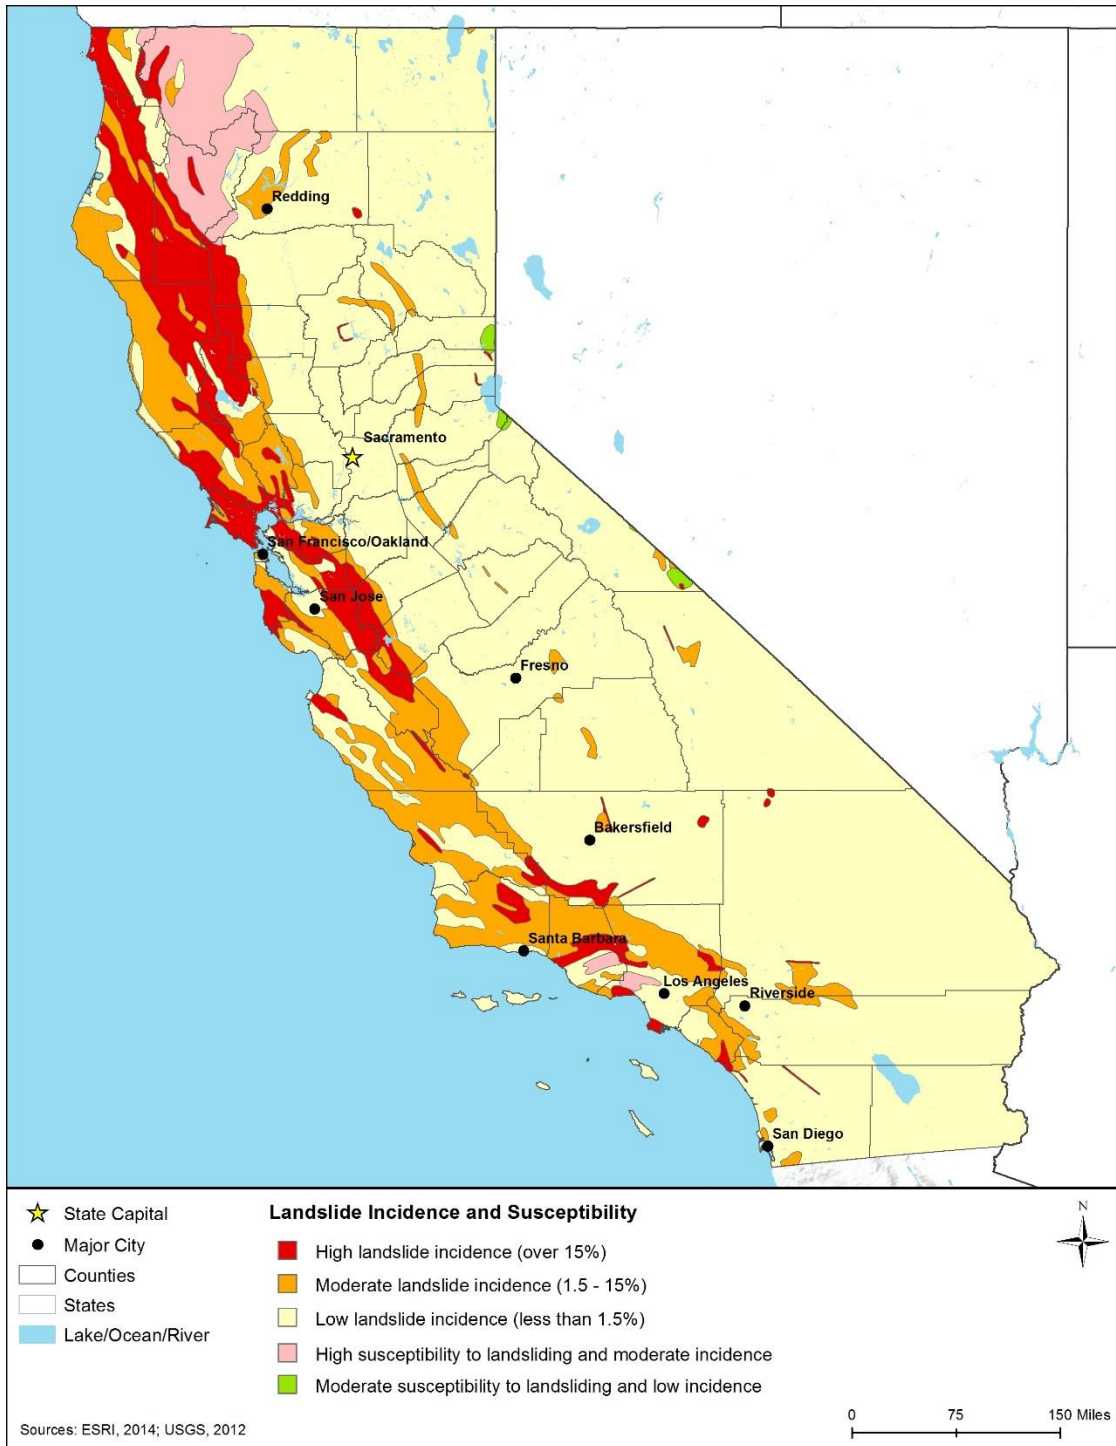 Redding
Sacramento
San Francisco/Oakland
San Jose
Fresno
Bakersfield
Santa Barbara
Los Angeles
Riverside
San Diego
State Capital
Major City
Counties
States
Lake/Ocean/River
Landslide Incidence and Susceptibility
High landslide incidence (over 15%)
Moderate landslide incidence (1.5 - 15%)
Low landslide incidence (less than 1.5%)
High susceptibility to landsliding and moderate incidence
Moderate susceptibility to landsliding and low incidence
N
Sources: ESRI, 2014; USGS, 2012
0 75 150 Miles